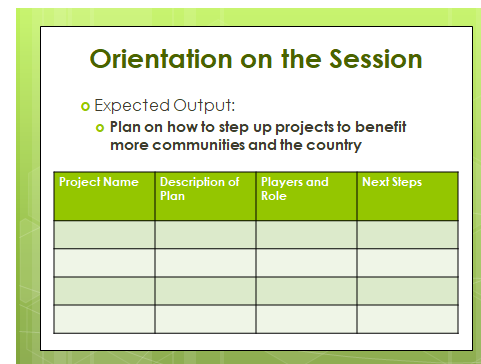 Orientation on the Session
Expected Output:
Plan on how to step up projects to benefit
more communities and the country
Project Name Description of Players and Next Steps
Plan Role